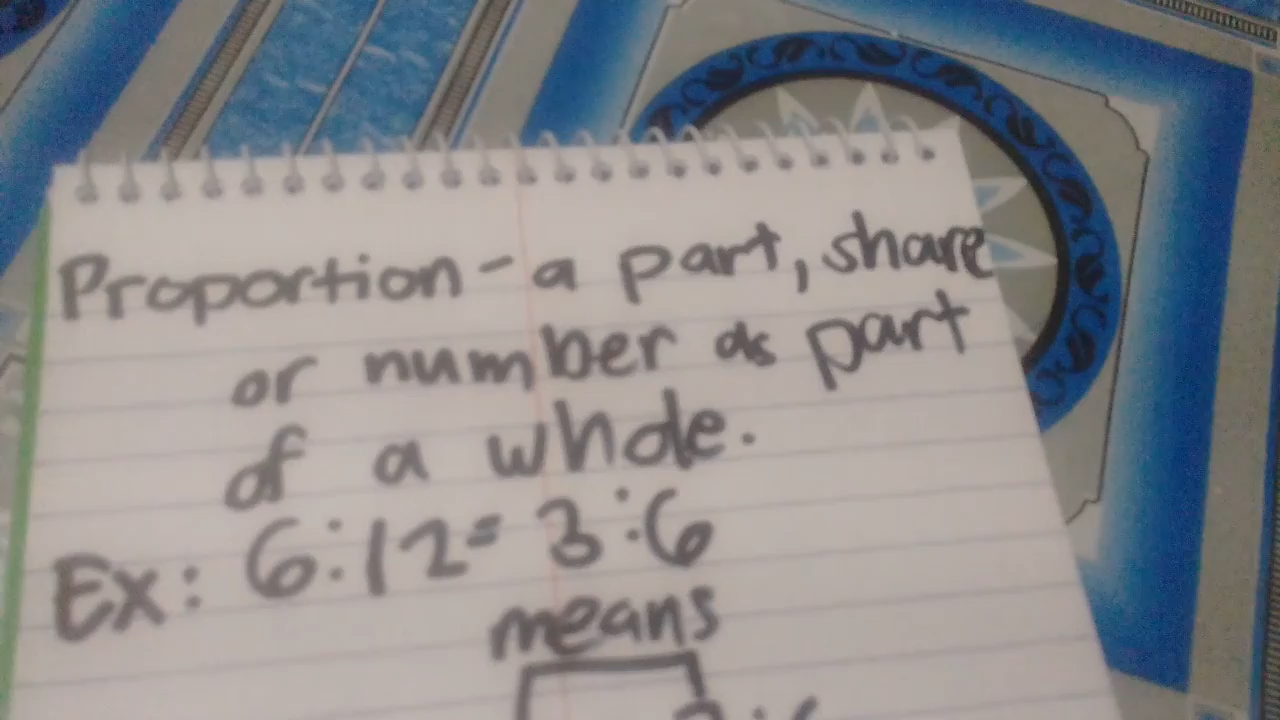 Proportion - a part, share
or number as part
of a whole.
Ex: 6:12 = 3:6
means